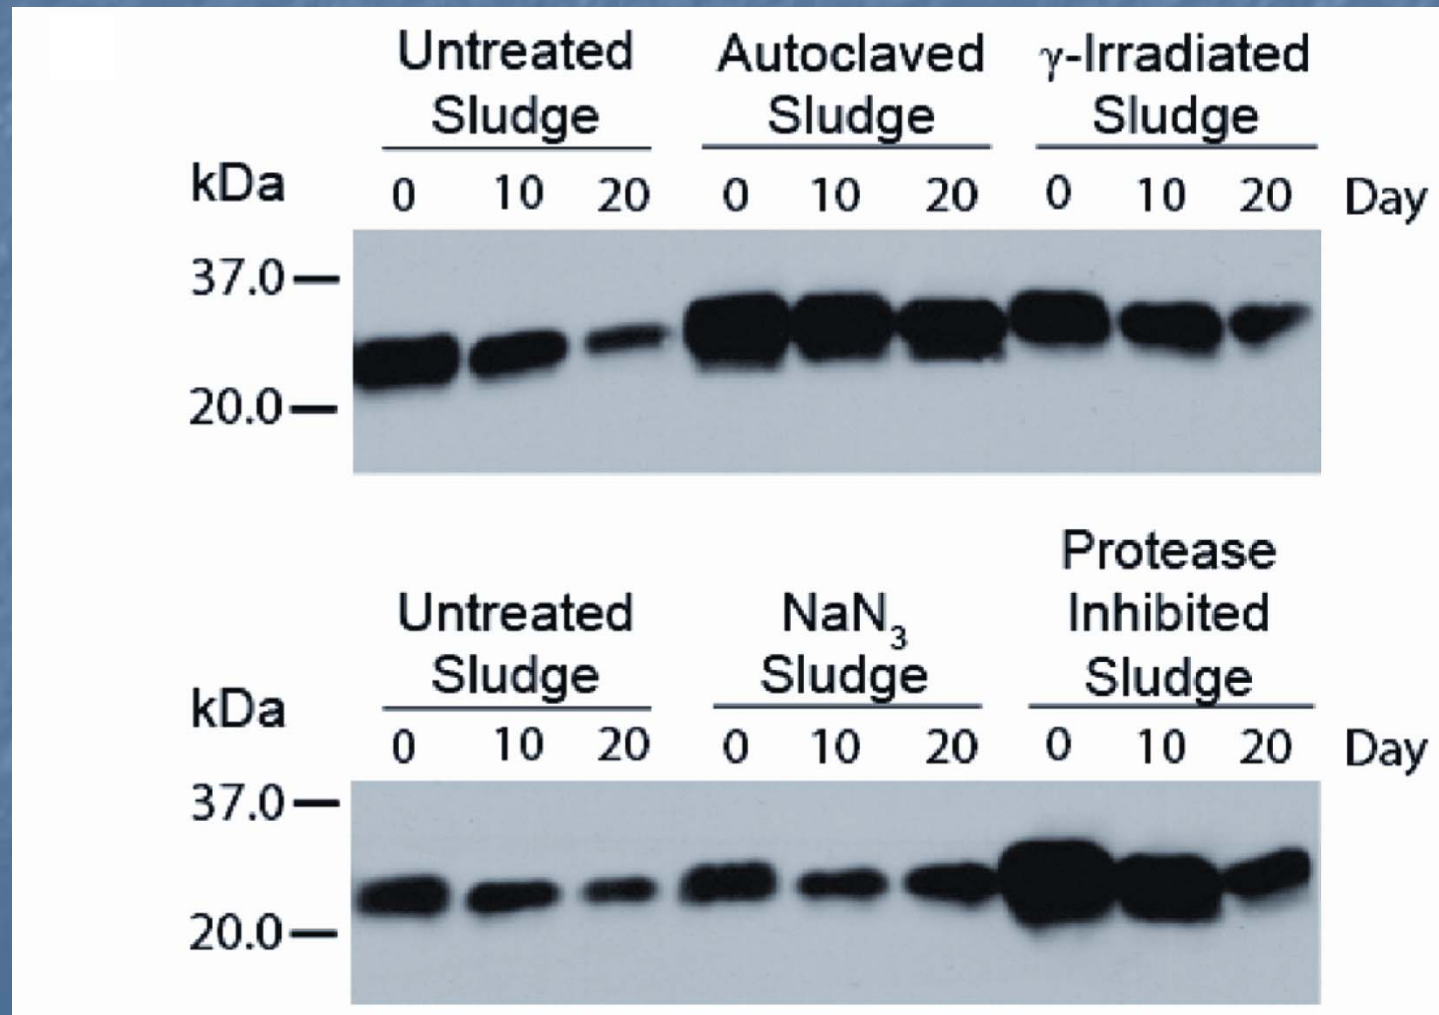 Untreated Autoclaved γ-Irradiated
Sludge Sludge Sludge
kDa 0 10 20 0 10 20 0 10 20 Day
37.0
20.0
Protease
Untreated NaN₃ Inhibited
Sludge Sludge Sludge
kDa 0 10 20 0 10 20 0 10 20 Day
37.0
20.0